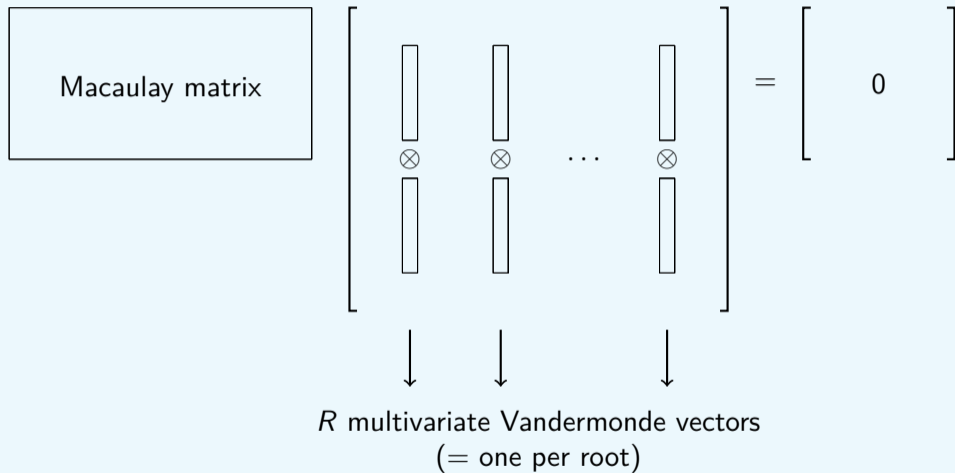 Macaulay matrix
⊗ ⊗ ··· ⊗
= 0
R multivariate Vandermonde vectors
(= one per root)